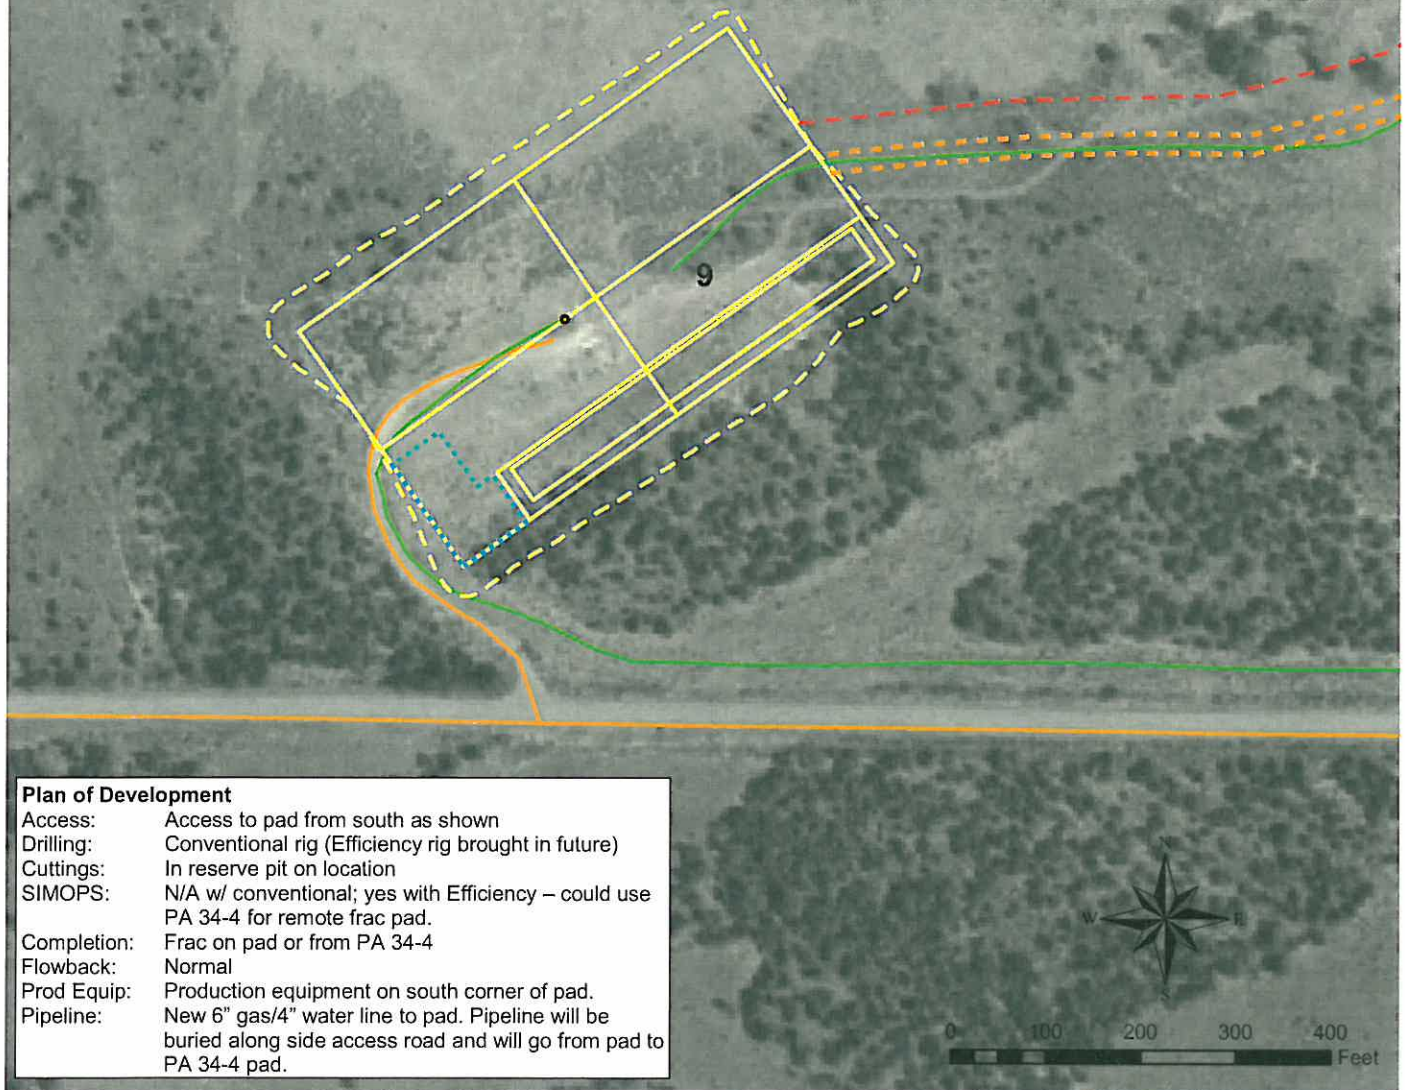 9
Plan of Development
Access: Access to pad from south as shown
Drilling: Conventional rig (Efficiency rig brought in future)
Cuttings: In reserve pit on location
SIMOPS: N/A w/ conventional; yes with Efficiency – could use
PA 34-4 for remote frac pad.
Completion: Frac on pad or from PA 34-4
Flowback: Normal
Prod Equip: Production equipment on south corner of pad.
Pipeline: New 6" gas/4" water line to pad. Pipeline will be
buried along side access road and will go from pad to
PA 34-4 pad.
N
W E
S
0 100 200 300 400
Feet